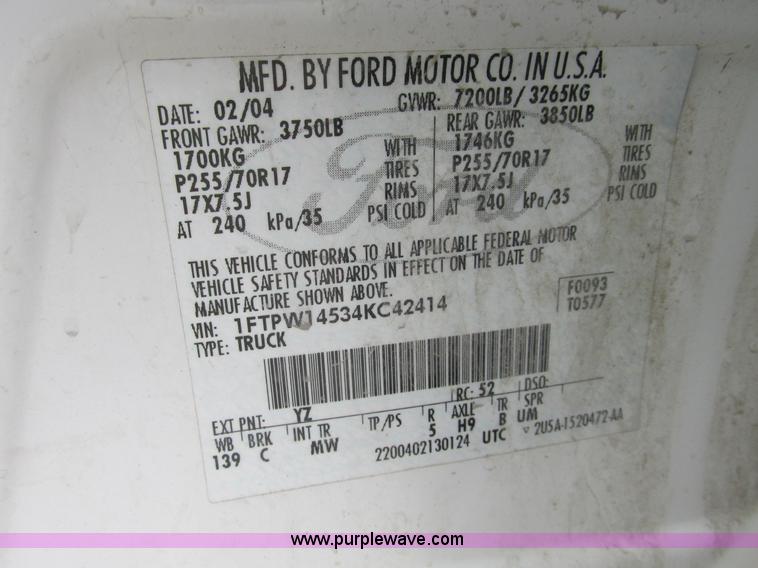 MFD. BY FORD MOTOR CO. IN U.S.A.
DATE: 02/04 GVWR: 7200LB/ 3265KG
FRONT GAWR: 3750LB REAR GAWR: 3850LB
1700KG WITH 1746KG WITH
P255/70R17 TIRES P255/70R17 TIRES
17X7.5J RIMS 17X7.5J RIMS
AT 240 kPa/35 PSI COLD AT 240 kPa/35 PSI COLD
Ford
THIS VEHICLE CONFORMS TO ALL APPLICABLE FEDERAL MOTOR
VEHICLE SAFETY STANDARDS IN EFFECT ON THE DATE OF
MANUFACTURE SHOWN ABOVE.
VIN: 1FTPW14534KC42414 F0093
TYPE: TRUCK T0577
EXT PNT: YZ RC: 52 DSO:
WB BRK INT TR TP/PS R AXLE TR SPR
139 C MW 5 H9 B UM
2200402130124 UTC ▿ 2U5A-1520472-AA
www.purplewave.com